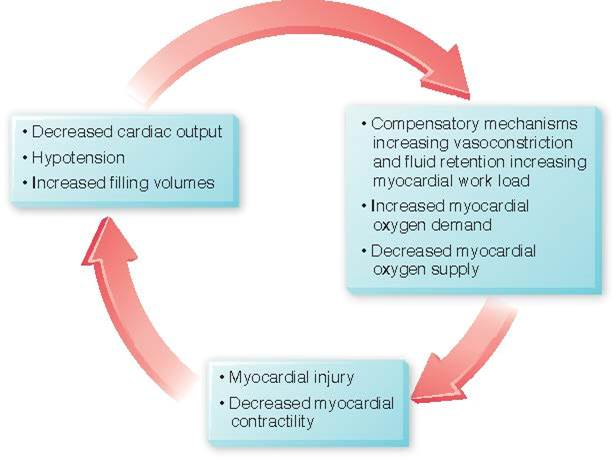 • Decreased cardiac output
• Hypotension
• Increased filling volumes
• Compensatory mechanisms
increasing vasoconstriction
and fluid retention increasing
myocardial work load
• Increased myocardial
oxygen demand
• Decreased myocardial
oxygen supply
• Myocardial injury
• Decreased myocardial
contractility